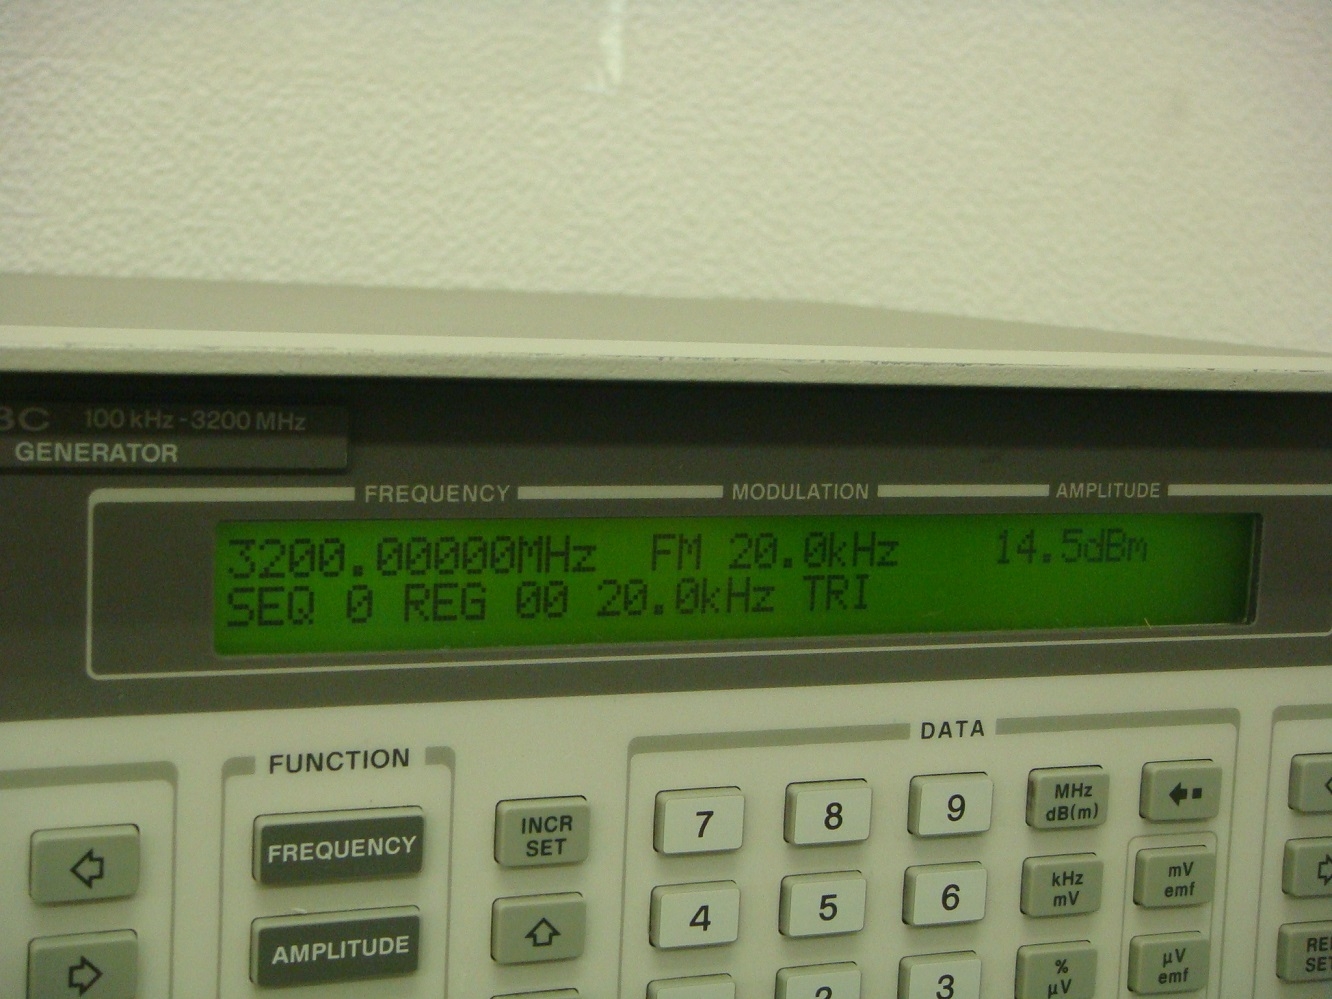 8C 100 kHz - 3200 MHz
GENERATOR
FREQUENCY MODULATION AMPLITUDE
3200.00000MHz FM 20.0kHz 14.5dBm
SEQ 0 REG 00 20.0kHz TRI
FUNCTION
DATA
FREQUENCY
AMPLITUDE
INCR
SET
7 8 9
MHz
dB(m)
4 5 6
kHz
mV
mV
emf
2 3
%
μV
μV
emf